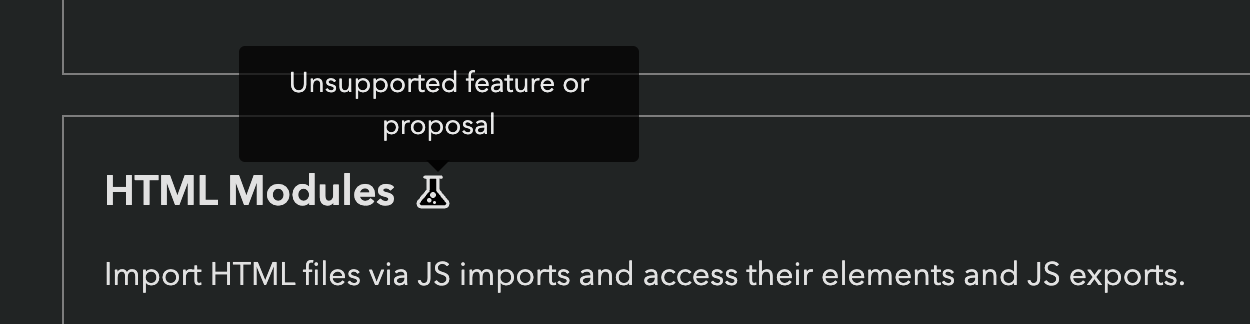 Unsupported feature or
proposal
HTML Modules
Import HTML files via JS imports and access their elements and JS exports.